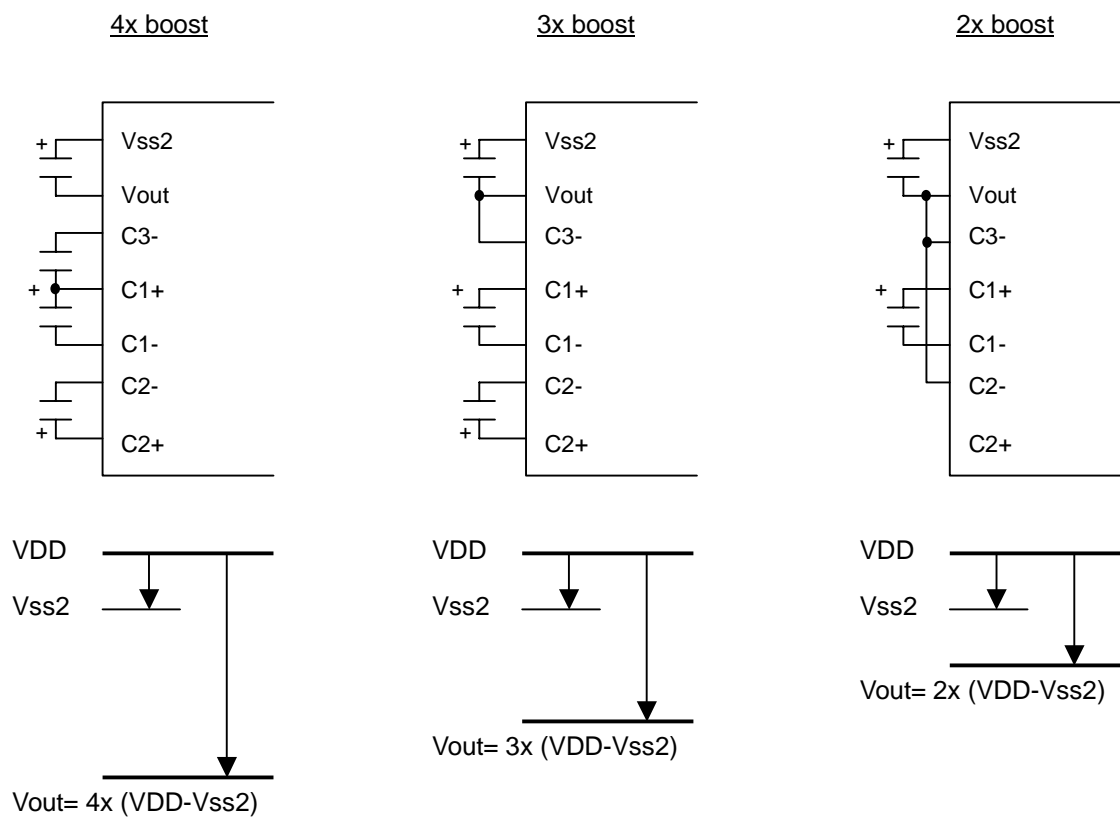 4x boost
3x boost
2x boost
+
Vss2
Vout
C3-
+
C1+
C1-
C2-
+
C2+
+
Vss2
Vout
C3-
+
C1+
C1-
C2-
+
C2+
+
Vss2
Vout
C3-
+
C1+
C1-
C2-
C2+
VDD
Vss2
Vout= 4x (VDD-Vss2)
VDD
Vss2
Vout= 3x (VDD-Vss2)
VDD
Vss2
Vout= 2x (VDD-Vss2)